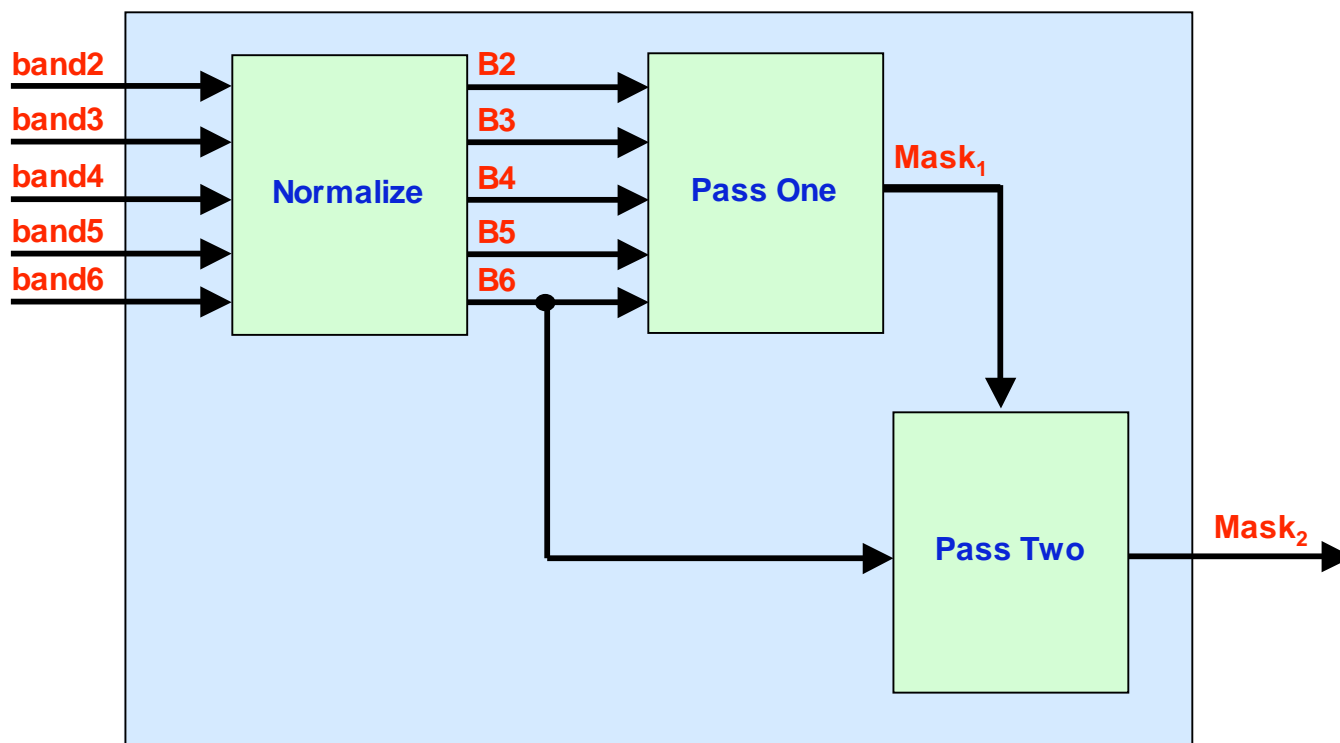 band2
band3
band4
band5
band6
Normalize
B2
B3
B4
B5
B6
Pass One
Mask₁
Pass Two
Mask₂